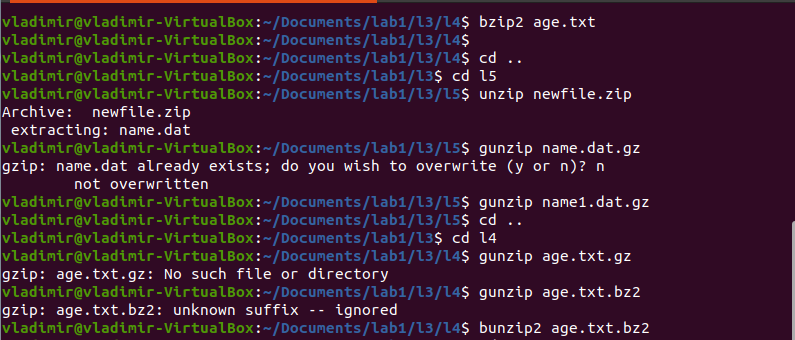 vladimir@vladimir-VirtualBox:~/Documents/lab1/l3/l4$ bzip2 age.txt
vladimir@vladimir-VirtualBox:~/Documents/lab1/l3/l4$
vladimir@vladimir-VirtualBox:~/Documents/lab1/l3/l4$ cd ..
vladimir@vladimir-VirtualBox:~/Documents/lab1/l3$ cd l5
vladimir@vladimir-VirtualBox:~/Documents/lab1/l3/l5$ unzip newfile.zip
Archive:  newfile.zip
 extracting: name.dat
vladimir@vladimir-VirtualBox:~/Documents/lab1/l3/l5$ gunzip name.dat.gz
gzip: name.dat already exists; do you wish to overwrite (y or n)? n
        not overwritten
vladimir@vladimir-VirtualBox:~/Documents/lab1/l3/l5$ gunzip name1.dat.gz
vladimir@vladimir-VirtualBox:~/Documents/lab1/l3/l5$ cd ..
vladimir@vladimir-VirtualBox:~/Documents/lab1/l3$ cd l4
vladimir@vladimir-VirtualBox:~/Documents/lab1/l3/l4$ gunzip age.txt.gz
gzip: age.txt.gz: No such file or directory
vladimir@vladimir-VirtualBox:~/Documents/lab1/l3/l4$ gunzip age.txt.bz2
gzip: age.txt.bz2: unknown suffix -- ignored
vladimir@vladimir-VirtualBox:~/Documents/lab1/l3/l4$ bunzip2 age.txt.bz2